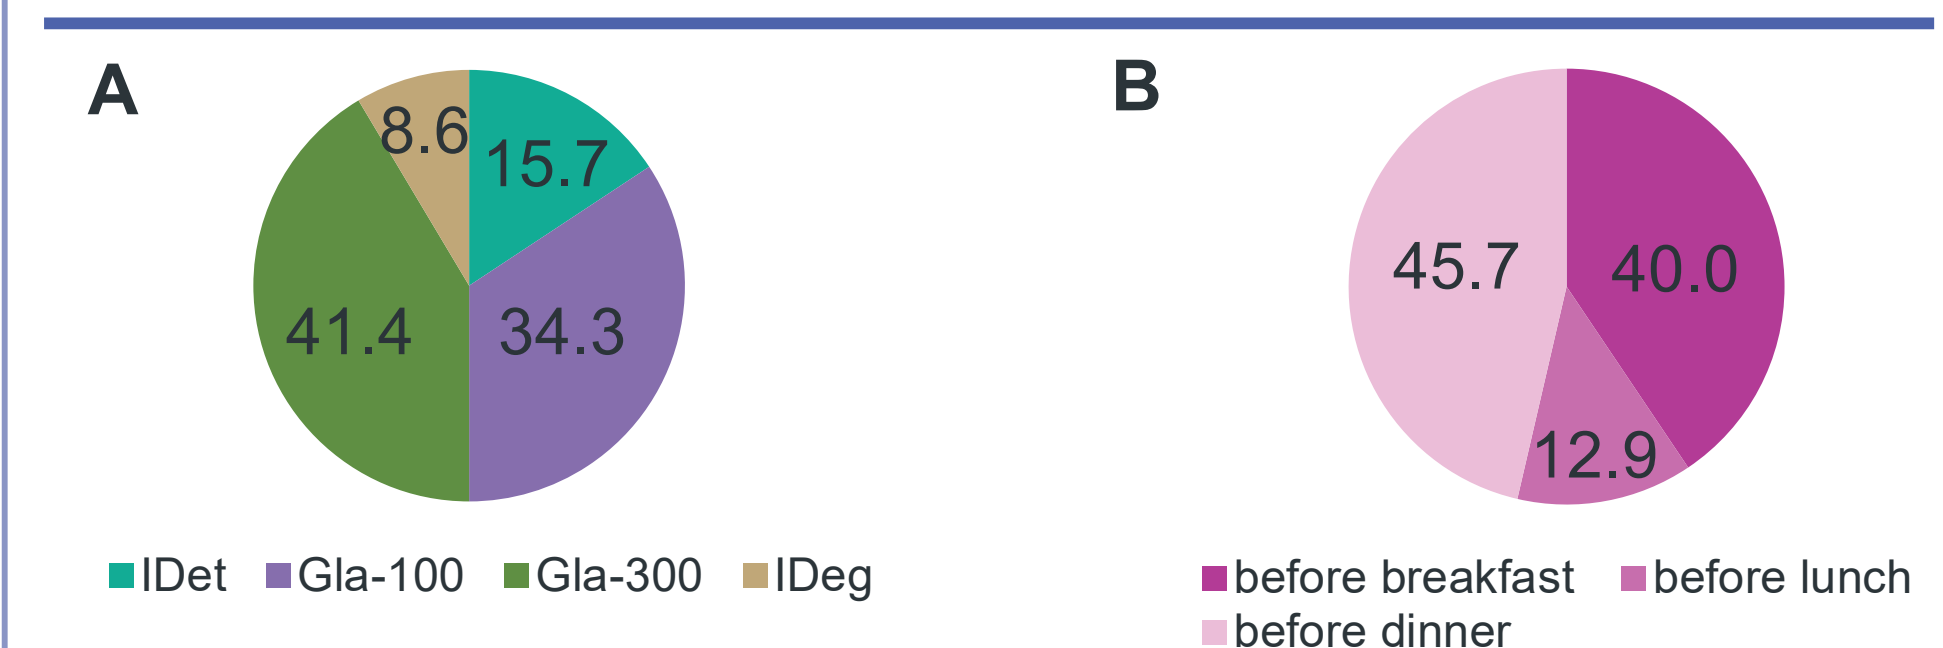 A
8.6
15.7
41.4
34.3
IDet Gla-100 Gla-300 IDeg
B
45.7
40.0
12.9
before breakfast before lunch
before dinner